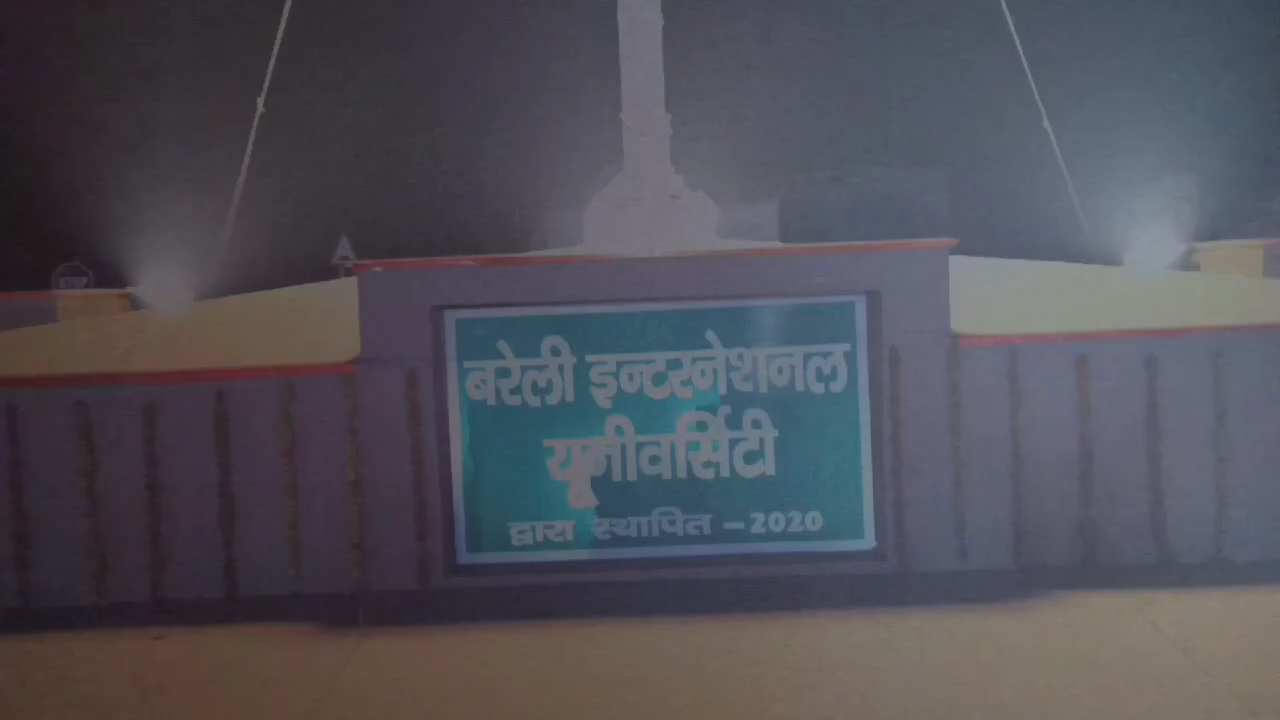 बरेली इन्टरनेशनल
यूनीवर्सिटी
द्वारा स्थापित – 2020